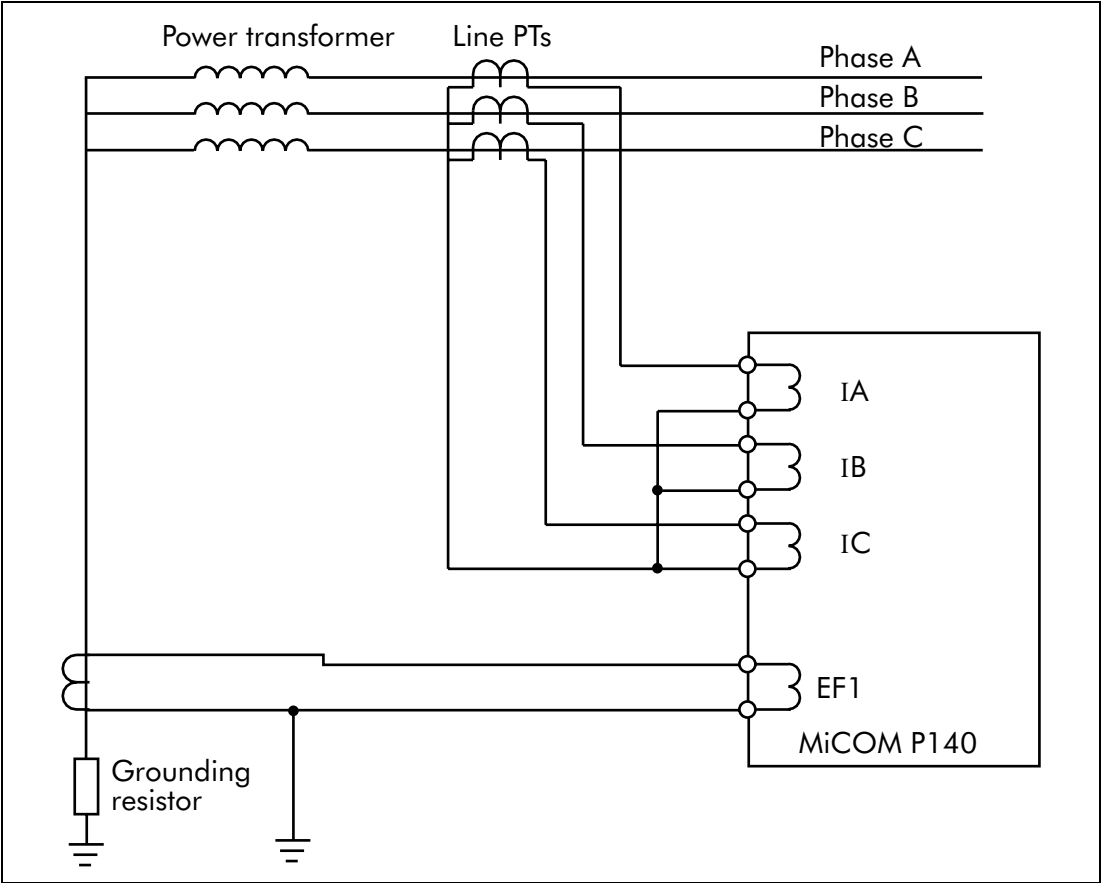 Power transformer
Line PTs
Phase A
Phase B
Phase C
IA
IB
IC
EF1
MiCOM P140
Grounding
resistor